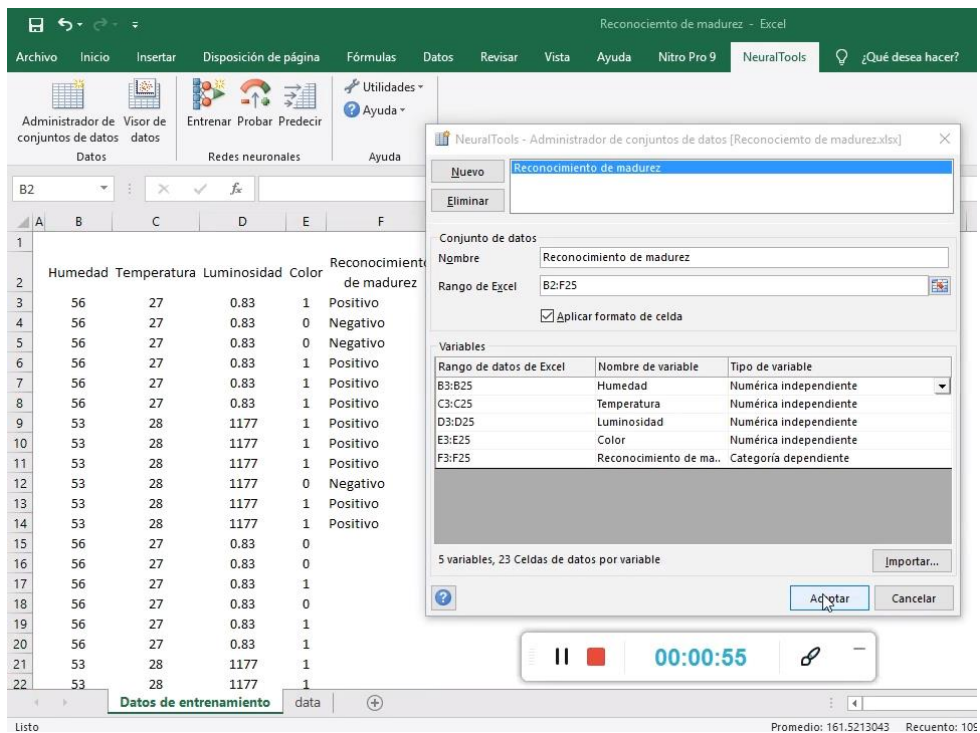 Reconociemto de madurez - Excel
Archivo Inicio Insertar Disposición de página Fórmulas Datos Revisar Vista Ayuda Nitro Pro 9 NeuralTools ¿Qué desea hacer?
Administrador de conjuntos de datos
Visor de datos
Entrenar Probar Predecir
Utilidades
Ayuda
Datos Redes neuronales Ayuda
B2 fx
A B C D E F
1
2 Humedad Temperatura Luminosidad Color Reconocimiento de madurez
3 56 27 0.83 1 Positivo
4 56 27 0.83 0 Negativo
5 56 27 0.83 0 Negativo
6 56 27 0.83 1 Positivo
7 56 27 0.83 1 Positivo
8 56 27 0.83 1 Positivo
9 53 28 1177 1 Positivo
10 53 28 1177 1 Positivo
11 53 28 1177 1 Positivo
12 53 28 1177 0 Negativo
13 53 28 1177 1 Positivo
14 53 28 1177 1 Positivo
15 56 27 0.83 0
16 56 27 0.83 0
17 56 27 0.83 1
18 56 27 0.83 0
19 56 27 0.83 1
20 56 27 0.83 1
21 53 28 1177 1
22 53 28 1177 1
Datos de entrenamiento data
Listo Promedio: 161.5213043 Recuento: 109
NeuralTools - Administrador de conjuntos de datos [Reconociemto de madurez.xlsx]
Nuevo
Eliminar
Reconocimiento de madurez
Conjunto de datos
Nombre Reconocimiento de madurez
Rango de Excel B2:F25
Aplicar formato de celda
Variables
Rango de datos de Excel Nombre de variable Tipo de variable
B3:B25 Humedad Numérica independiente
C3:C25 Temperatura Numérica independiente
D3:D25 Luminosidad Numérica independiente
E3:E25 Color Numérica independiente
F3:F25 Reconocimiento de ma.. Categoría dependiente
5 variables, 23 Celdas de datos por variable
Importar...
Aceptar Cancelar
00:00:55